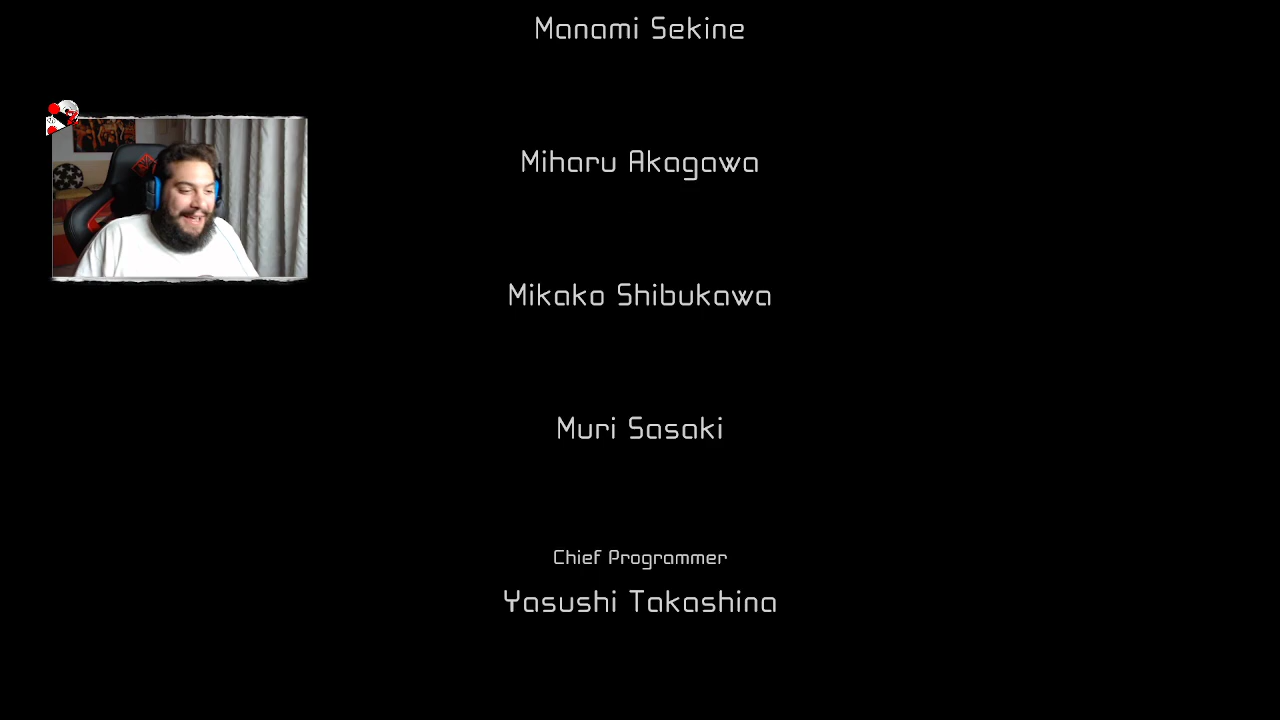 Manami Sekine
Miharu Akagawa
Mikako Shibukawa
Muri Sasaki
Chief Programmer
Yasushi Takashina